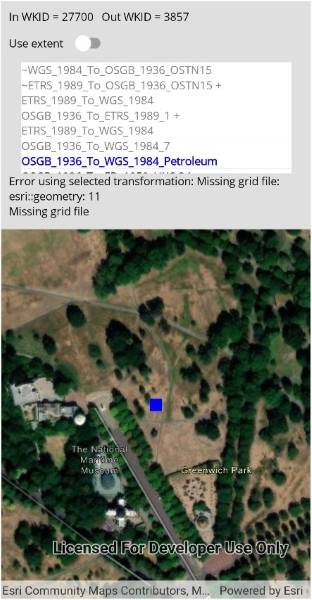 In WKID = 27700 Out WKID = 3857
Use extent
~WGS_1984_To_OSGB_1936_OSTN15
~ETRS_1989_To_OSGB_1936_OSTN15 +
ETRS_1989_To_WGS_1984
OSGB_1936_To_ETRS_1989_1 +
ETRS_1989_To_WGS_1984
OSGB_1936_To_WGS_1984_7
OSGB_1936_To_WGS_1984_Petroleum
Error using selected transformation: Missing grid file:
esri::geometry: 11
Missing grid file
The National
Maritime
Museum
Greenwich Park
Licensed For Developer Use Only
Esri Community Maps Contributors, M... Powered by Esri